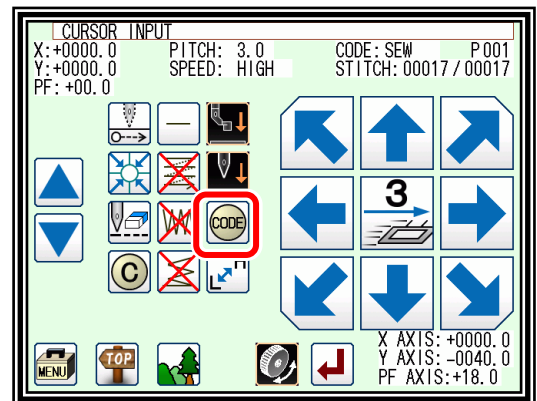 CURSOR INPUT
X:+0000.0 PITCH: 3.0 CODE:SEW P001
Y:+0000.0 SPEED: HIGH STITCH:00017/00017
PF:+00.0
3
CODE
C
X AXIS:+0000.0
Y AXIS:-0040.0
PF AXIS:+18.0
MENU
TOP